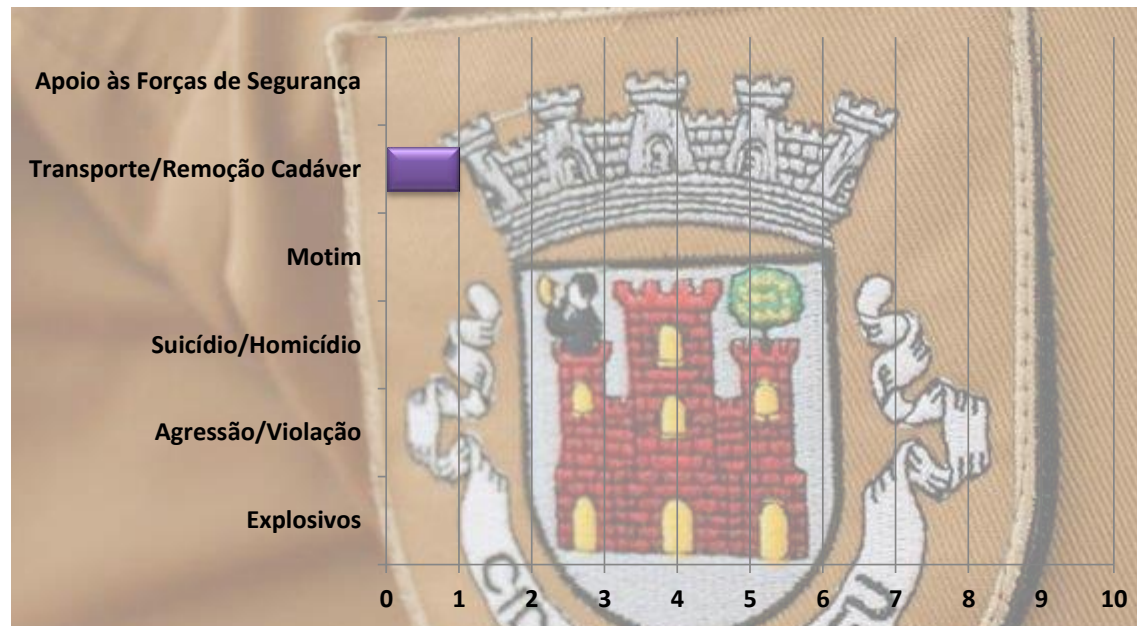 Apoio às Forças de Segurança
Transporte/Remoção Cadáver
Motim
Suicídio/Homicídio
Agressão/Violação
Explosivos
0 1 2 3 4 5 6 7 8 9 10